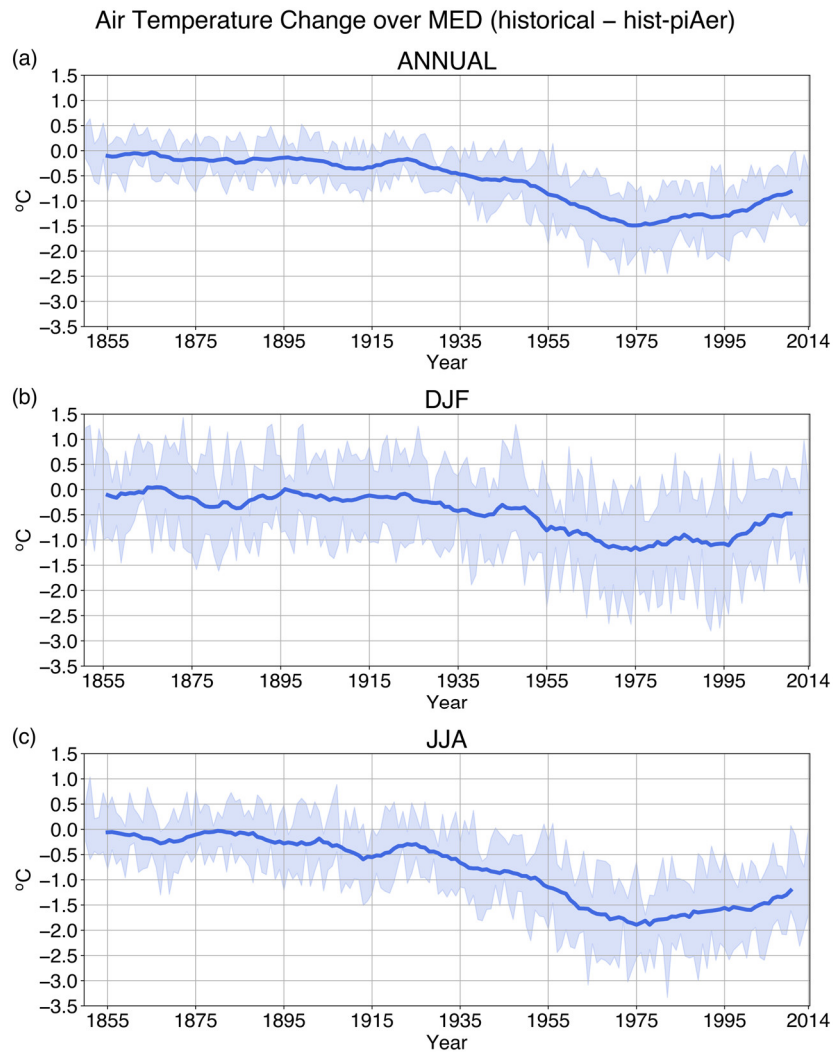 Air Temperature Change over MED (historical – hist-piAer)
(a)
ANNUAL
1.5
1.0
0.5
0.0
−0.5
−1.0
−1.5
−2.0
−2.5
−3.0
−3.5
°C
1855 1875 1895 1915 1935 1955 1975 1995 2014
Year
(b)
DJF
1.5
1.0
0.5
0.0
−0.5
−1.0
−1.5
−2.0
−2.5
−3.0
−3.5
°C
1855 1875 1895 1915 1935 1955 1975 1995 2014
Year
(c)
JJA
1.5
1.0
0.5
0.0
−0.5
−1.0
−1.5
−2.0
−2.5
−3.0
−3.5
°C
1855 1875 1895 1915 1935 1955 1975 1995 2014
Year